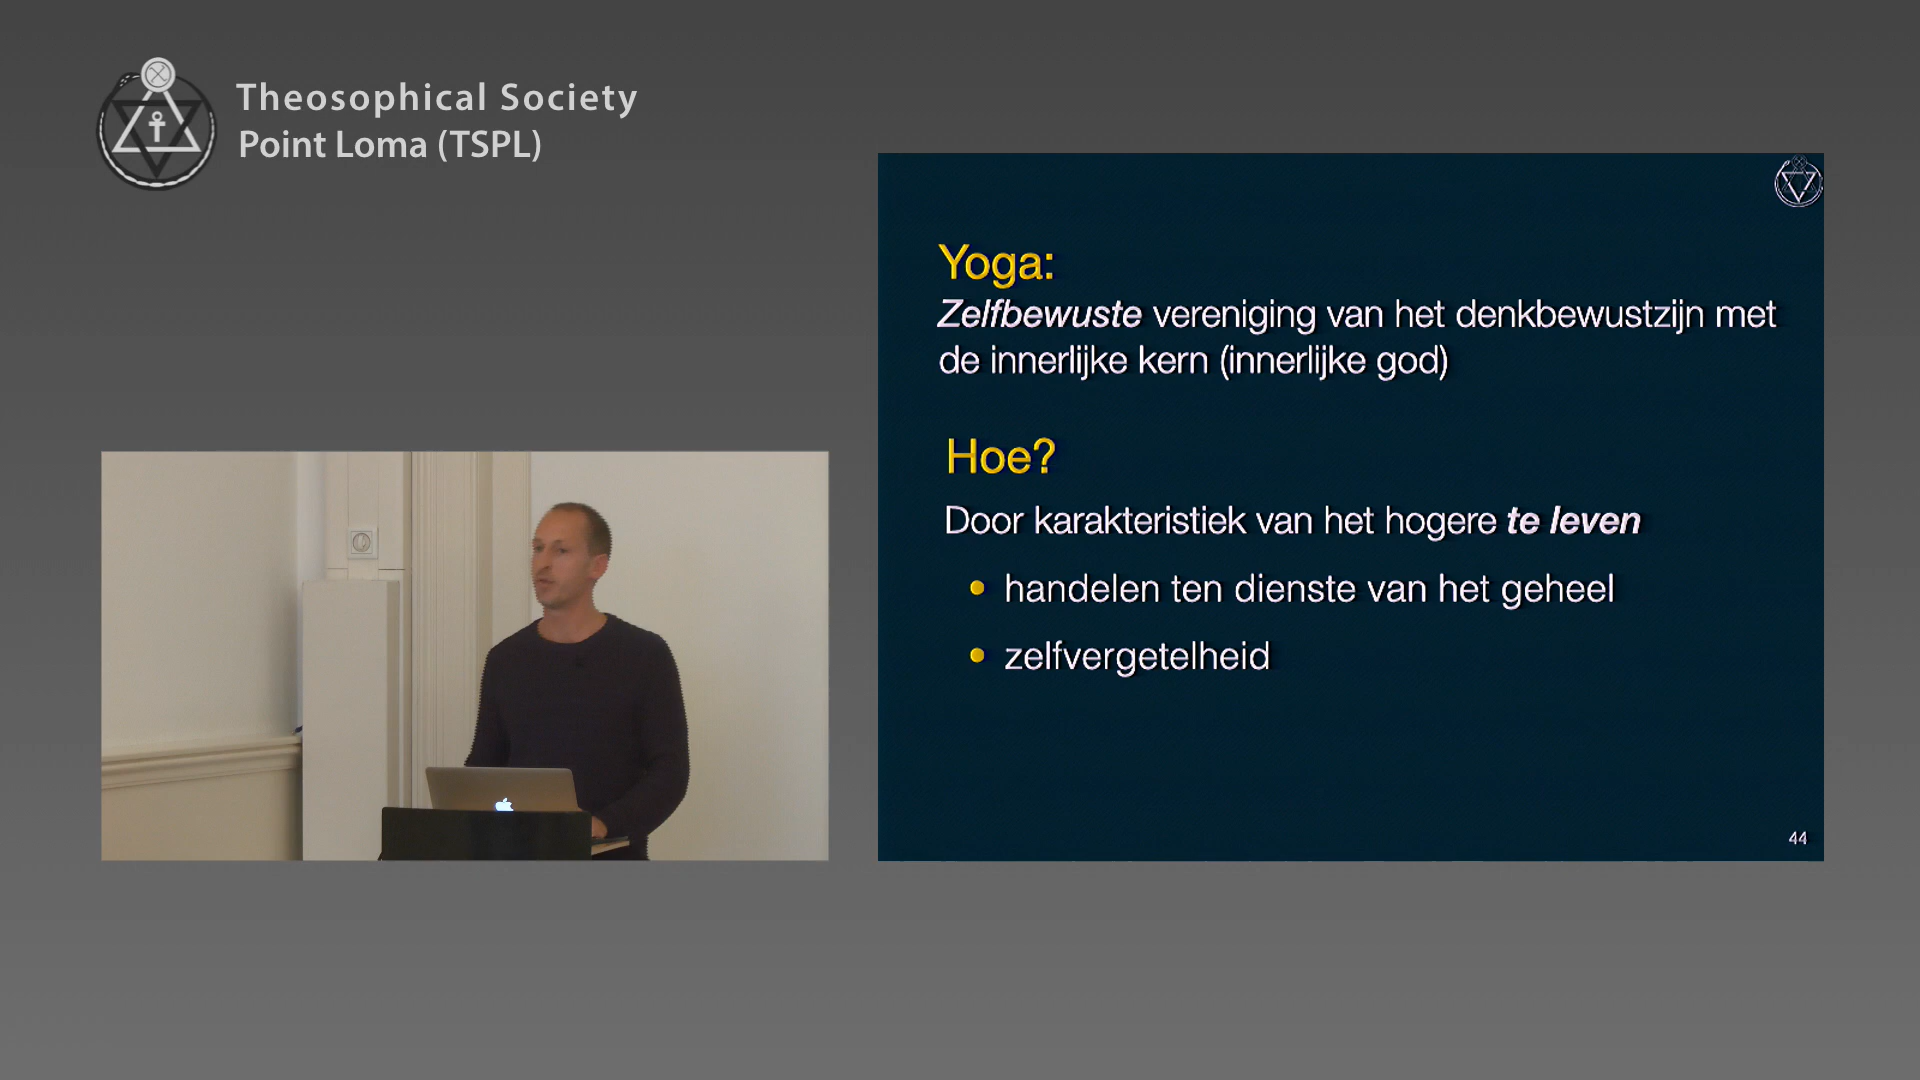 Theosophical Society
Point Loma (TSPL)
Yoga:
Zelfbewuste vereniging van het denkbewustzijn met
de innerlijke kern (innerlijke god)
Hoe?
Door karakteristiek van het hogere te leven
• handelen ten dienste van het geheel
• zelfvergetelheid
44